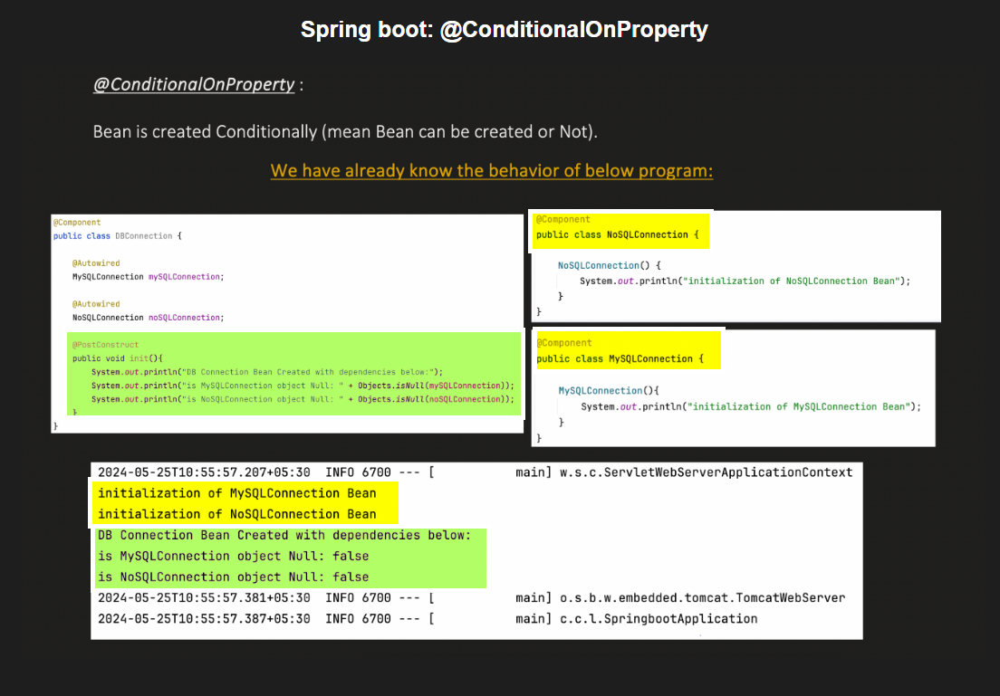 Spring boot: @ConditionalOnProperty
@ConditionalOnProperty :
Bean is created Conditionally (mean Bean can be created or Not).
We have already know the behavior of below program:
@Component
public class DBConnection {
@Autowired
MySQLConnection mySQLConnection;
@Autowired
NoSQLConnection noSQLConnection;
@PostConstruct
public void init(){
System.out.println("DB Connection Bean Created with dependencies below:");
System.out.println("is MySQLConnection object Null: " + Objects.isNull(mySQLConnection));
System.out.println("is NoSQLConnection object Null: " + Objects.isNull(noSQLConnection));
}
}
@Component
public class NoSQLConnection {
NoSQLConnection() {
System.out.println("initialization of NoSQLConnection Bean");
}
}
@Component
public class MySQLConnection {
MySQLConnection(){
System.out.println("initialization of MySQLConnection Bean");
}
}
2024-05-25T10:55:57.207+05:30  INFO 6700 --- [           main] w.s.c.ServletWebServerApplicationContext
initialization of MySQLConnection Bean
initialization of NoSQLConnection Bean
DB Connection Bean Created with dependencies below:
is MySQLConnection object Null: false
is NoSQLConnection object Null: false
2024-05-25T10:55:57.381+05:30  INFO 6700 --- [           main] o.s.b.w.embedded.tomcat.TomcatWebServer
2024-05-25T10:55:57.387+05:30  INFO 6700 --- [           main] c.c.l.SpringbootApplication